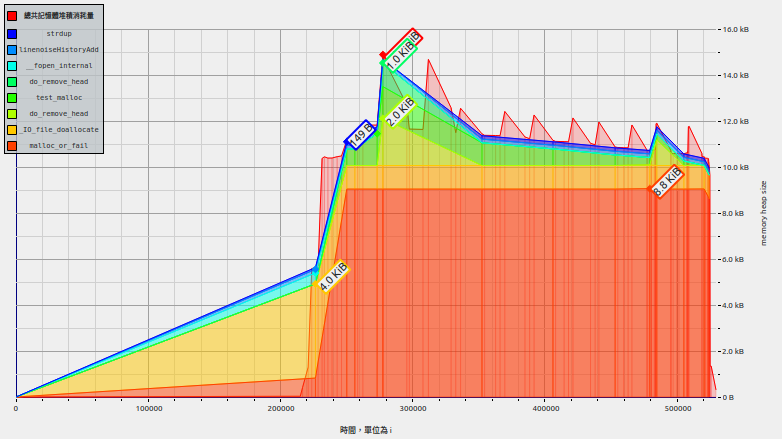 總共記憶體堆積消耗量
strdup
linenoiseHistoryAdd
__fopen_internal
do_remove_head
test_malloc
do_remove_head
_IO_file_doallocate
malloc_or_fail
16.0 kB
14.0 kB
12.0 kB
10.0 kB
8.0 kB
6.0 kB
4.0 kB
2.0 kB
0 B
memory heap size
1.0 KiB
149 B
2.0 KiB
8.8 KiB
4.0 KiB
0
100000
200000
300000
400000
500000
時間,單位為 i